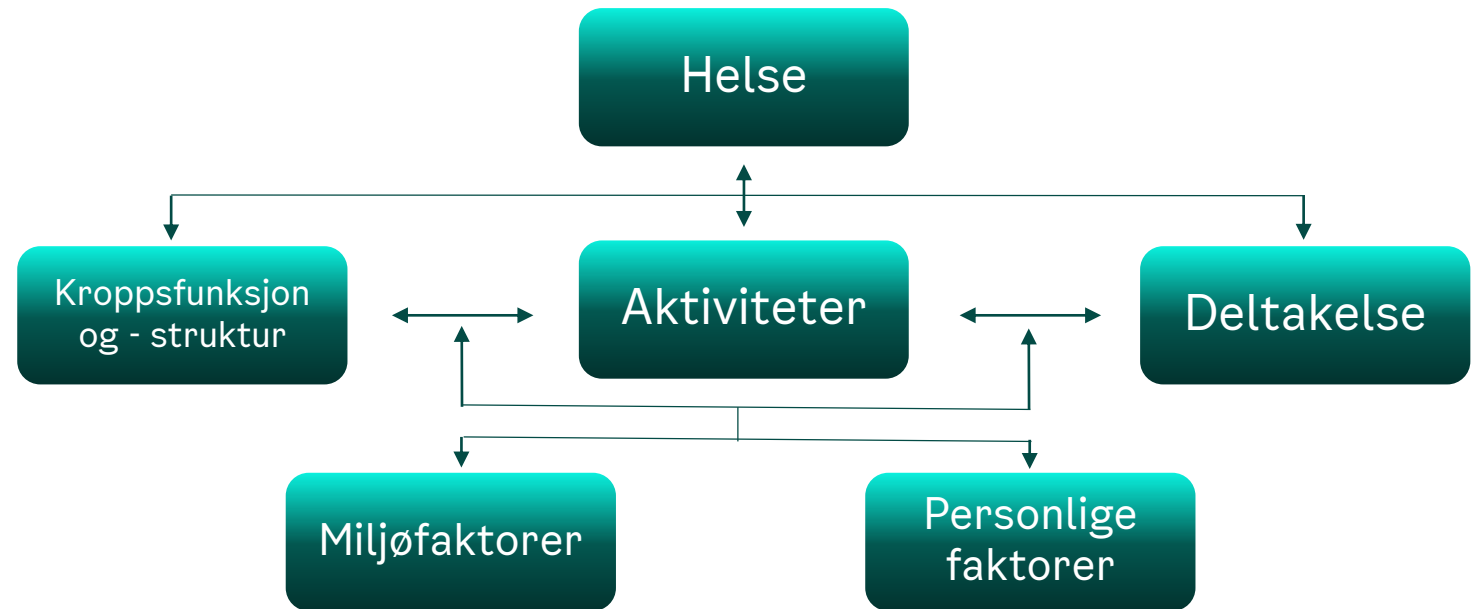 Helse
Kroppsfunksjon
og - struktur
Aktiviteter
Deltakelse
Miljøfaktorer
Personlige
faktorer